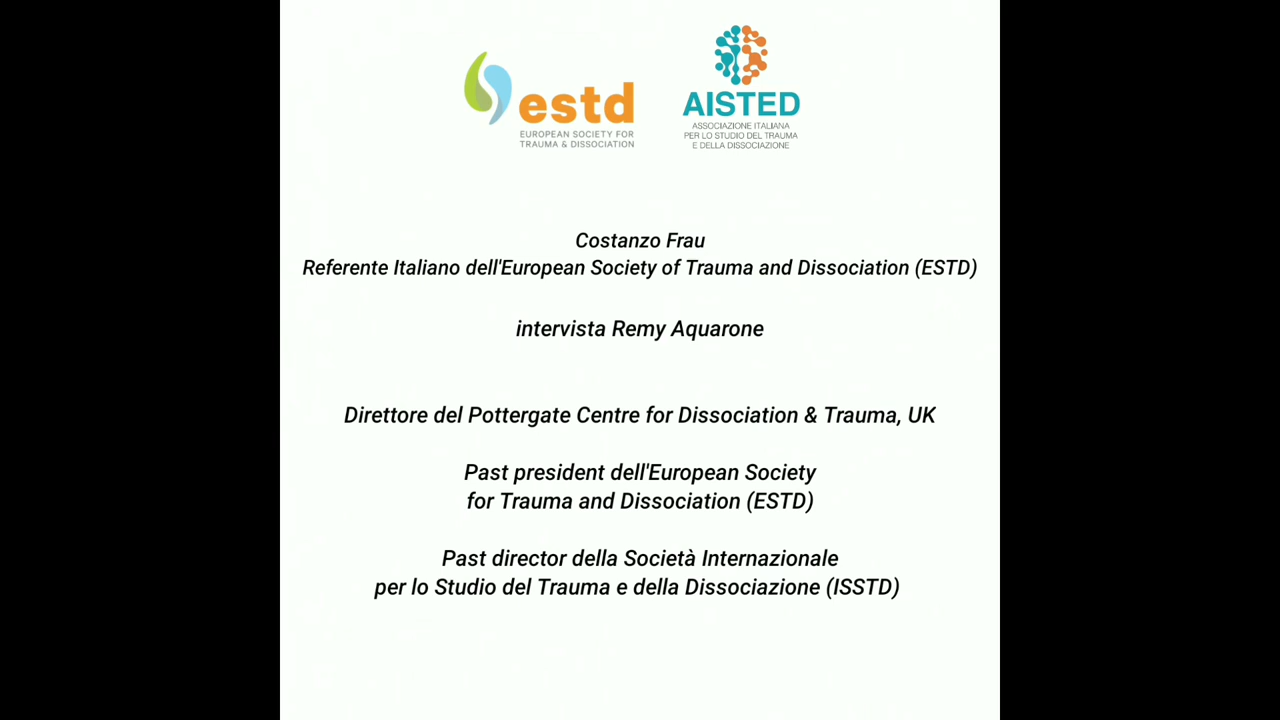 estd
EUROPEAN SOCIETY FOR
TRAUMA & DISSOCIATION
AISTED
ASSOCIAZIONE ITALIANA
PER LO STUDIO DEL TRAUMA
E DELLA DISSOCIAZIONE
Costanzo Frau
Referente Italiano dell'European Society of Trauma and Dissociation (ESTD)
intervista Remy Aquarone
Direttore del Pottergate Centre for Dissociation & Trauma, UK
Past president dell'European Society
for Trauma and Dissociation (ESTD)
Past director della Società Internazionale
per lo Studio del Trauma e della Dissociazione (ISSTD)